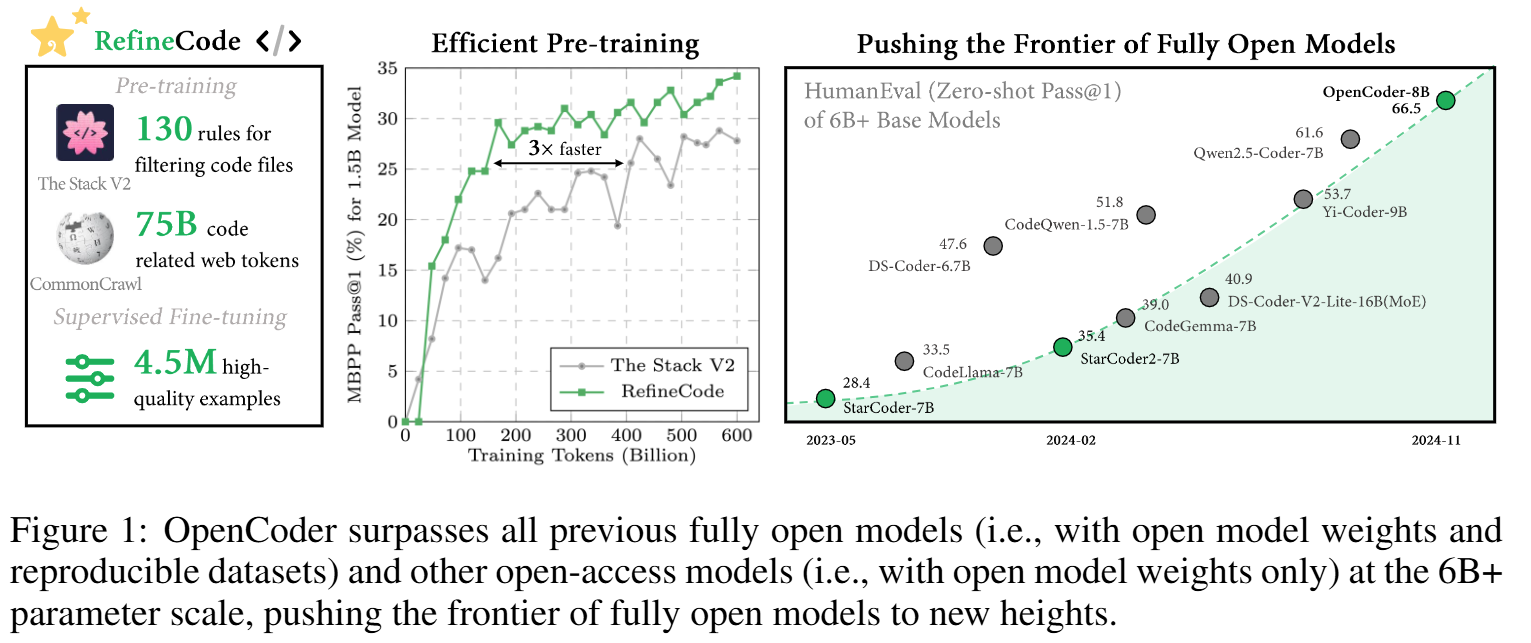 RefineCode </>
Pre-training
</>
130 rules for
filtering code files
The Stack V2
75B code
related web tokens
CommonCrawl
Supervised Fine-tuning
4.5M high-
quality examples
Efficient Pre-training
MBPP Pass@1 (%) for 1.5B Model
35
30
25
20
15
10
5
0
3× faster
The Stack V2
RefineCode
0 100 200 300 400 500 600
Training Tokens (Billion)
Pushing the Frontier of Fully Open Models
HumanEval (Zero-shot Pass@1)
of 6B+ Base Models
OpenCoder-8B
66.5
61.6
Qwen2.5-Coder-7B
53.7
Yi-Coder-9B
51.8
CodeQwen-1.5-7B
47.6
DS-Coder-6.7B
40.9
DS-Coder-V2-Lite-16B(MoE)
39.0
CodeGemma-7B
35.4
StarCoder2-7B
33.5
CodeLlama-7B
28.4
StarCoder-7B
2023-05 2024-02 2024-11
Figure 1: OpenCoder surpasses all previous fully open models (i.e., with open model weights and
reproducible datasets) and other open-access models (i.e., with open model weights only) at the 6B+
parameter scale, pushing the frontier of fully open models to new heights.